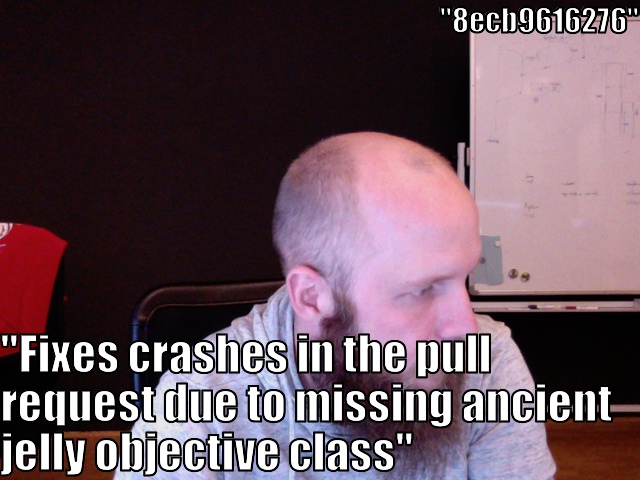 "8ecb9616276"
"Fixes crashes in the pull
request due to missing ancient
jelly objective class"